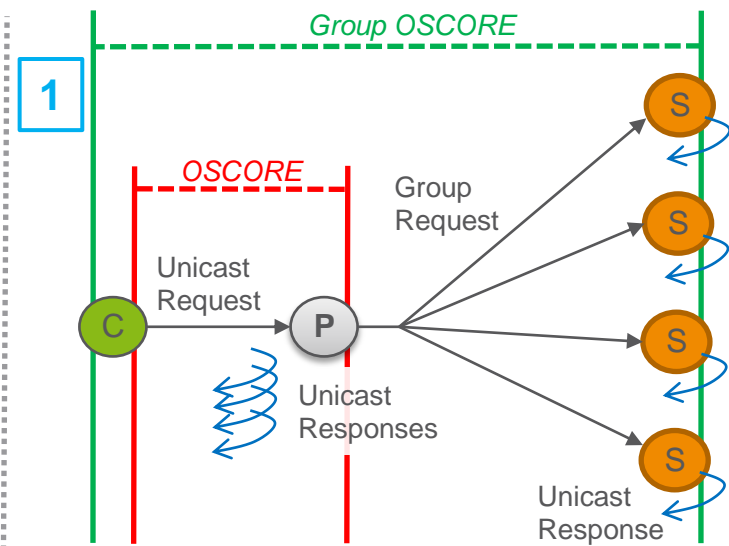 Group OSCORE
1
S
OSCORE
Group
Request
S
Unicast
Request
C
P
S
Unicast
Responses
S
Unicast
Response